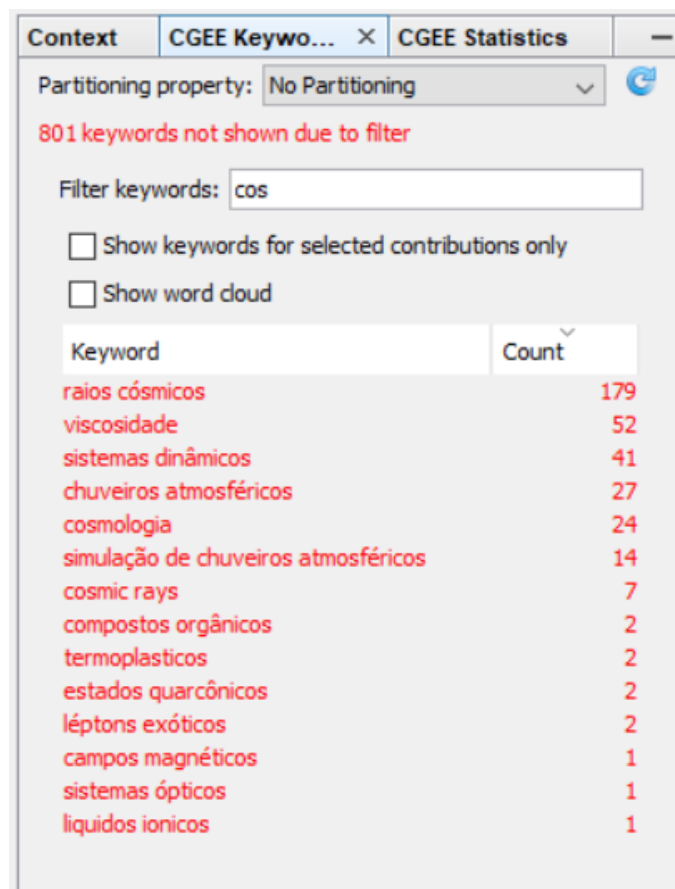 Context CGEE Keywo... × CGEE Statistics
Partitioning property: No Partitioning
801 keywords not shown due to filter
Filter keywords: cos
Show keywords for selected contributions only
Show word cloud
Keyword Count
raios cósmicos 179
viscosidade 52
sistemas dinâmicos 41
chuveiros atmosféricos 27
cosmologia 24
simulação de chuveiros atmosféricos 14
cosmic rays 7
compostos orgânicos 2
termoplasticos 2
estados quarcônicos 2
léptons exóticos 2
campos magnéticos 1
sistemas ópticos 1
liquidos ionicos 1